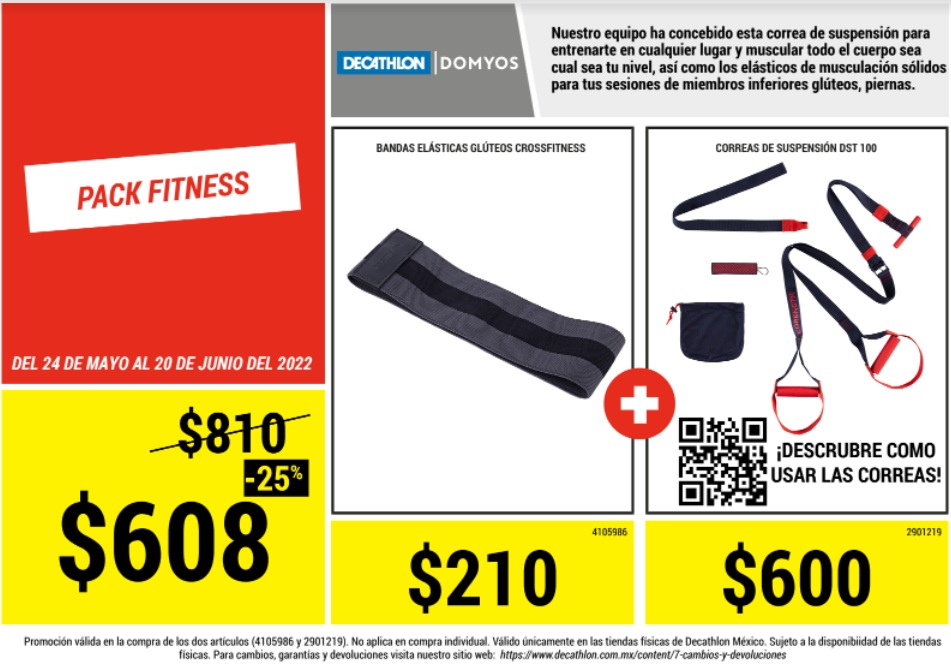 PACK FITNESS
DEL 24 DE MAYO AL 20 DE JUNIO DEL 2022
$810
-25%
$608
DECATHLON | DOMYOS
Nuestro equipo ha concebido esta correa de suspensión para
entrenarte en cualquier lugar y muscular todo el cuerpo sea
cual sea tu nivel, así como los elásticos de musculación sólidos
para tus sesiones de miembros inferiores glúteos, piernas.
BANDAS ELÁSTICAS GLÚTEOS CROSSFITNESS
4105986
$210
CORREAS DE SUSPENSIÓN DST 100
STRENGTH
¡DESCRUBRE COMO
USAR LAS CORREAS!
2901219
$600
Promoción válida en la compra de los dos artículos (4105986 y 2901219). No aplica en compra individual. Válido únicamente en las tiendas físicas de Decathlon México. Sujeto a la disponibiidad de las tiendas
físicas. Para cambios, garantías y devoluciones visita nuestro sitio web: https://www.decathlon.com.mx/content/7-cambios-y-devoluciones